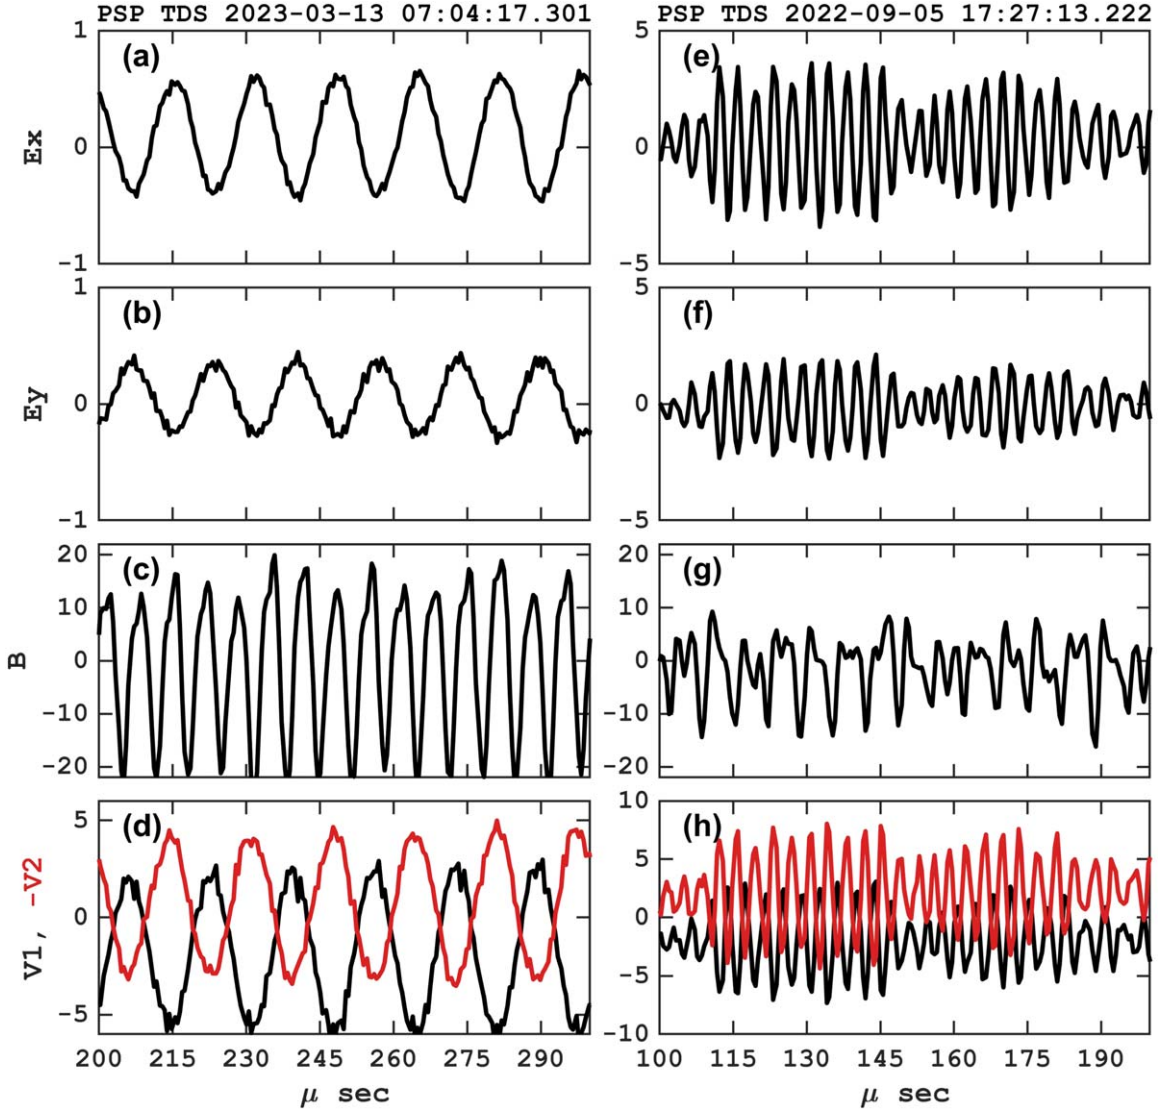 PSP TDS 2023-03-13 07:04:17.301
PSP TDS 2022-09-05 17:27:13.222
(a)
1
0
-1
Ex
(e)
5
0
-5
(b)
1
0
-1
Ey
(f)
5
0
-5
(c)
20
10
0
-10
-20
B
(g)
20
10
0
-10
-20
(d)
5
0
-5
V1, -V2
(h)
10
5
0
-5
-10
200 215 230 245 260 275 290
μ sec
100 115 130 145 160 175 190
μ sec